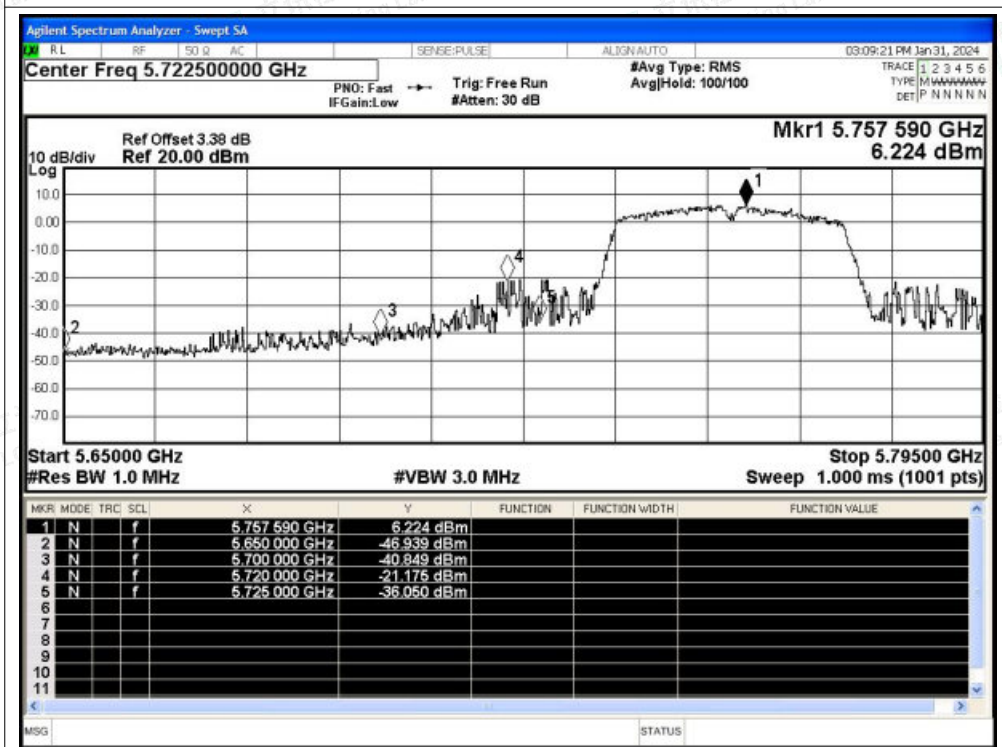 Agilent Spectrum Analyzer - Swept SA
RL RF 50 Ω AC SENSE:PULSE ALIGN AUTO 03:09:21 PM Jan 31, 2024
Center Freq 5.722500000 GHz
#Avg Type: RMS
TRACE 1 2 3 4 5 6
PNO: Fast Trig: Free Run Avg|Hold: 100/100
TYPE M
IFGain:Low #Atten: 30 dB
DET P N N N N N
Mkr1 5.757 590 GHz
6.224 dBm
Ref Offset 3.38 dB
10 dB/div Ref 20.00 dBm
Log
10.0
0.00
-10.0
-20.0
-30.0
-40.0
-50.0
-60.0
-70.0
1
2
3
4
5
Start 5.65000 GHz Stop 5.79500 GHz
#Res BW 1.0 MHz #VBW 3.0 MHz Sweep 1.000 ms (1001 pts)
MKR MODE TRC SCL X Y FUNCTION FUNCTION WIDTH FUNCTION VALUE
1 N f 5.757 590 GHz 6.224 dBm
2 N f 5.650 000 GHz -46.939 dBm
3 N f 5.700 000 GHz -40.849 dBm
4 N f 5.720 000 GHz -21.175 dBm
5 N f 5.725 000 GHz -36.050 dBm
6
7
8
9
10
11
MSG STATUS